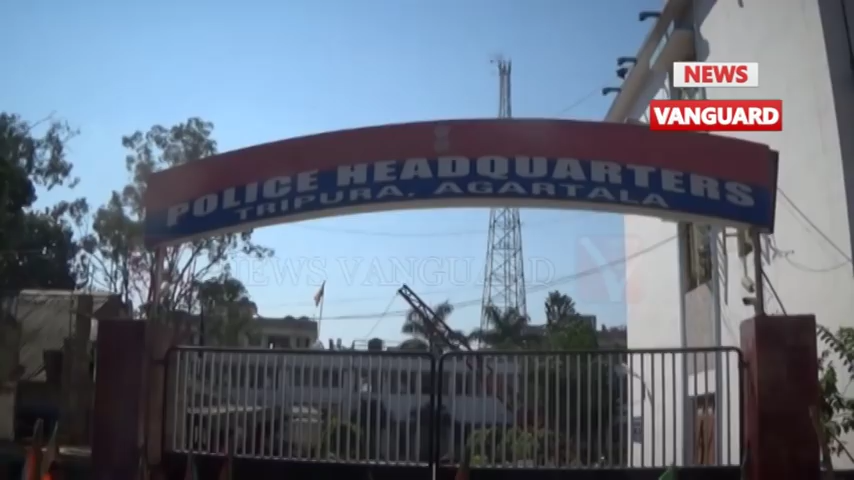 NEWS
VANGUARD
POLICE HEADQUARTERS
TRIPURA, AGARTALA
NEWS VANGUARD